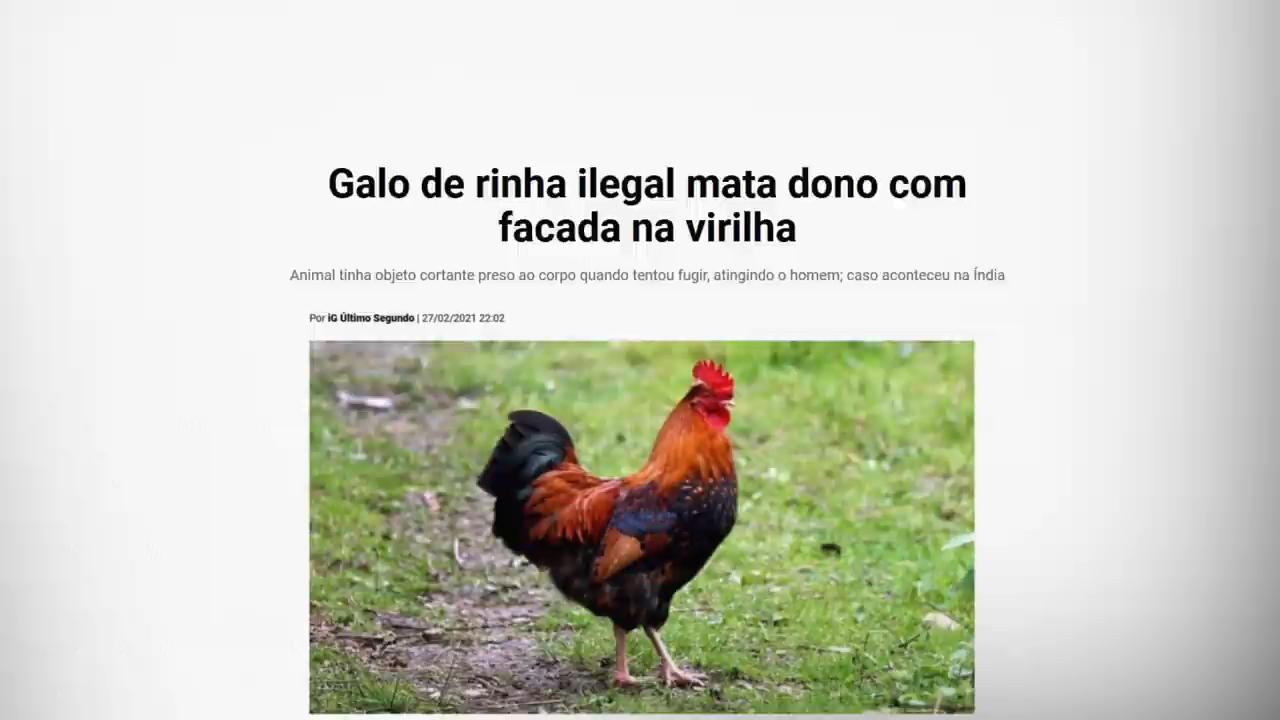 Galo de rinha ilegal mata dono com
facada na virilha
Animal tinha objeto cortante preso ao corpo quando tentou fugir, atingindo o homem; caso aconteceu na Índia
Por iG Último Segundo | 27/02/2021 22:02